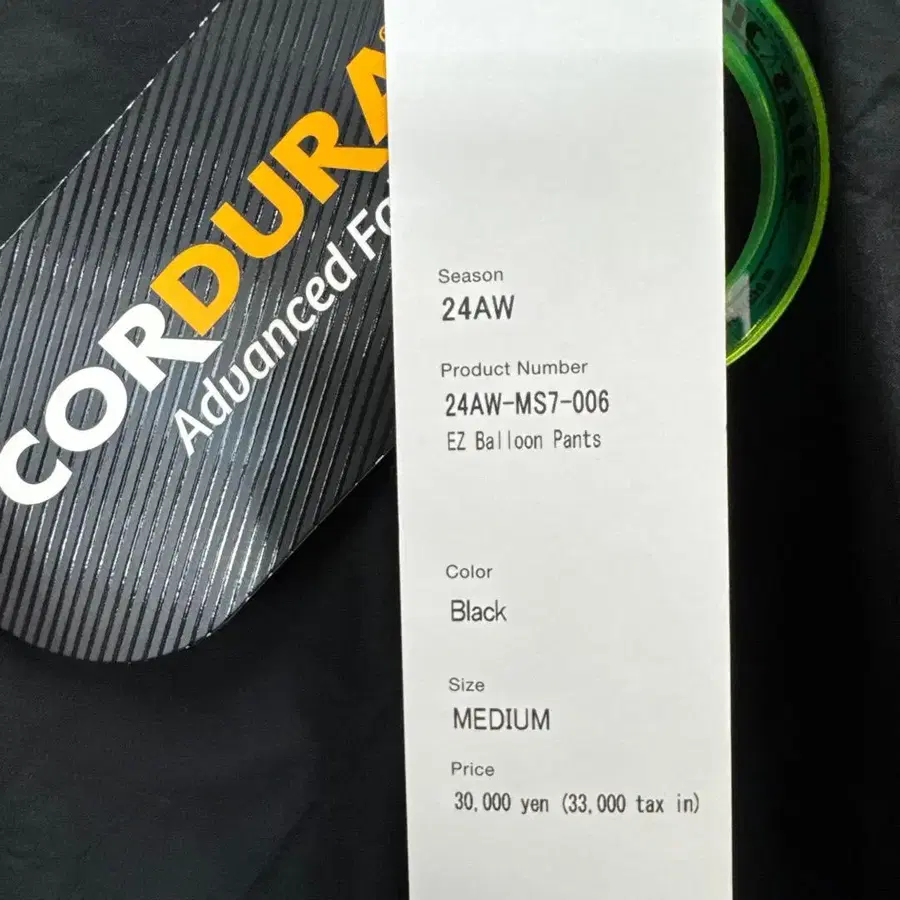 CORDURA
Advanced Fa
Season
24AW
Product Number
24AW-MS7-006
EZ Balloon Pants
Color
Black
Size
MEDIUM
Price
30,000 yen (33,000 tax in)